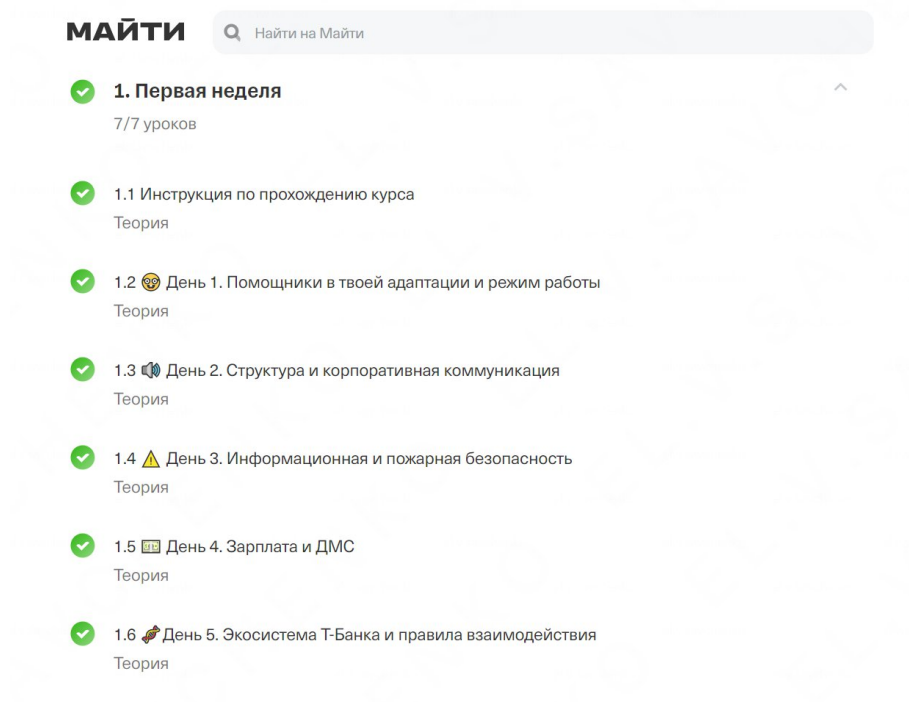 МАЙТИ
Найти на Майти
1. Первая неделя
7/7 уроков
1.1 Инструкция по прохождению курса
Теория
1.2 🤓 День 1. Помощники в твоей адаптации и режим работы
Теория
1.3 🔊 День 2. Структура и корпоративная коммуникация
Теория
1.4 ⚠️ День 3. Информационная и пожарная безопасность
Теория
1.5 💵 День 4. Зарплата и ДМС
Теория
1.6 🧬 День 5. Экосистема Т-Банка и правила взаимодействия
Теория